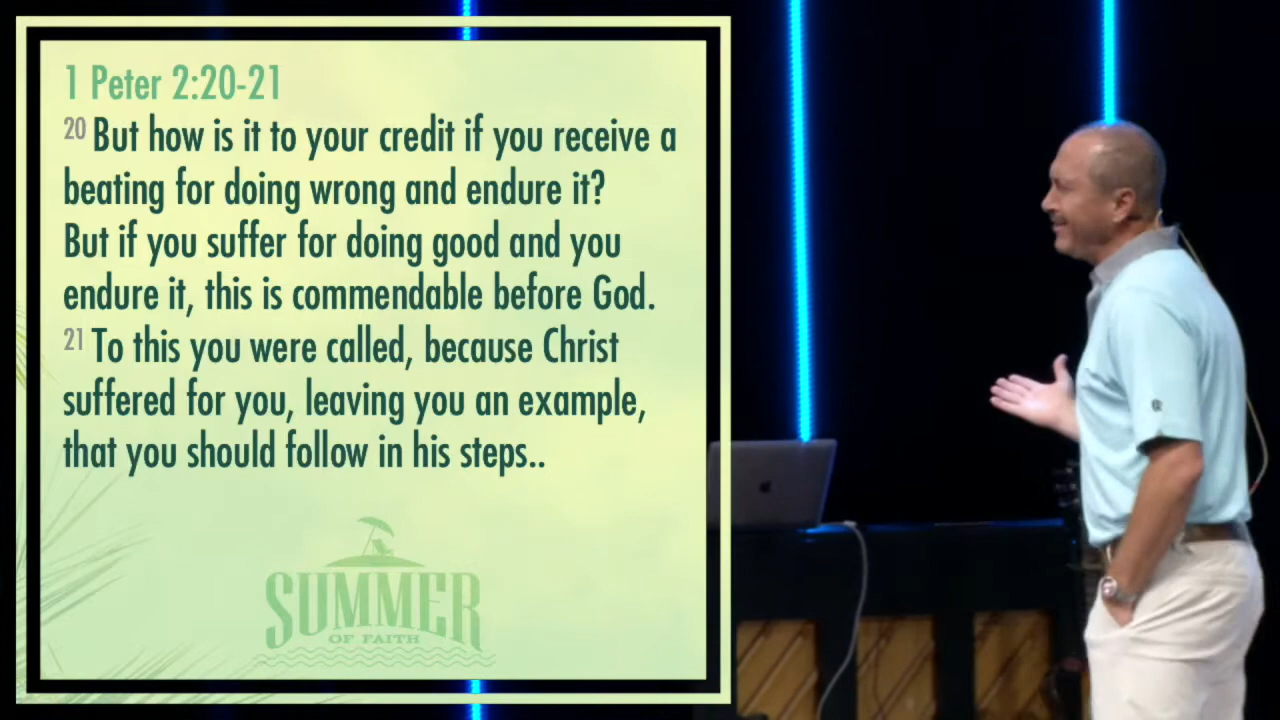 1 Peter 2:20-21
20 But how is it to your credit if you receive a
beating for doing wrong and endure it?
But if you suffer for doing good and you
endure it, this is commendable before God.
21 To this you were called, because Christ
suffered for you, leaving you an example,
that you should follow in his steps..
SUMMER
OF FAITH